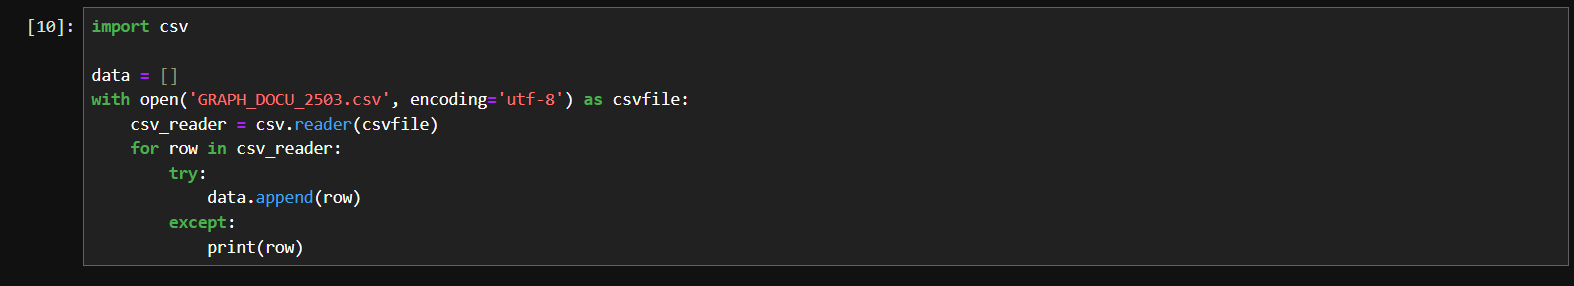 [10]: import csv

data = []
with open('GRAPH_DOCU_2503.csv', encoding='utf-8') as csvfile:
    csv_reader = csv.reader(csvfile)
    for row in csv_reader:
        try:
            data.append(row)
        except:
            print(row)